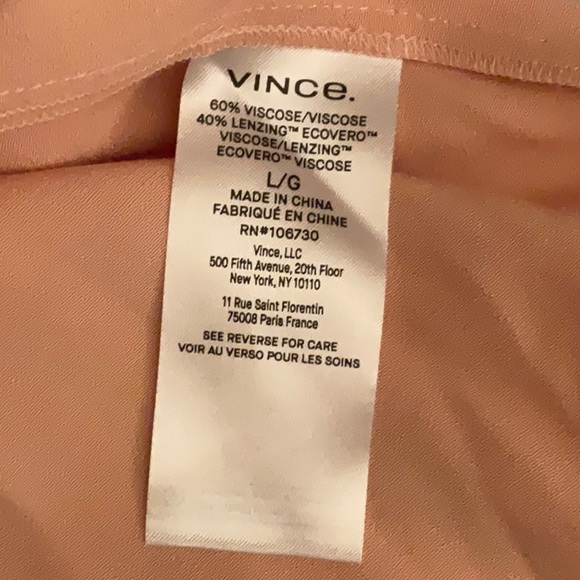 VINCe.
60% VISCOSE/VISCOSE
40% LENZING™ ECOVERO™
VISCOSE/LENZING™
ECOVERO™ VISCOSE
L/G
MADE IN CHINA
FABRIQUÉ EN CHINE
RN#106730
Vince, LLC
500 Fifth Avenue, 20th Floor
New York, NY 10110
11 Rue Saint Florentin
75008 Paris France
SEE REVERSE FOR CARE
VOIR AU VERSO POUR LES SOINS